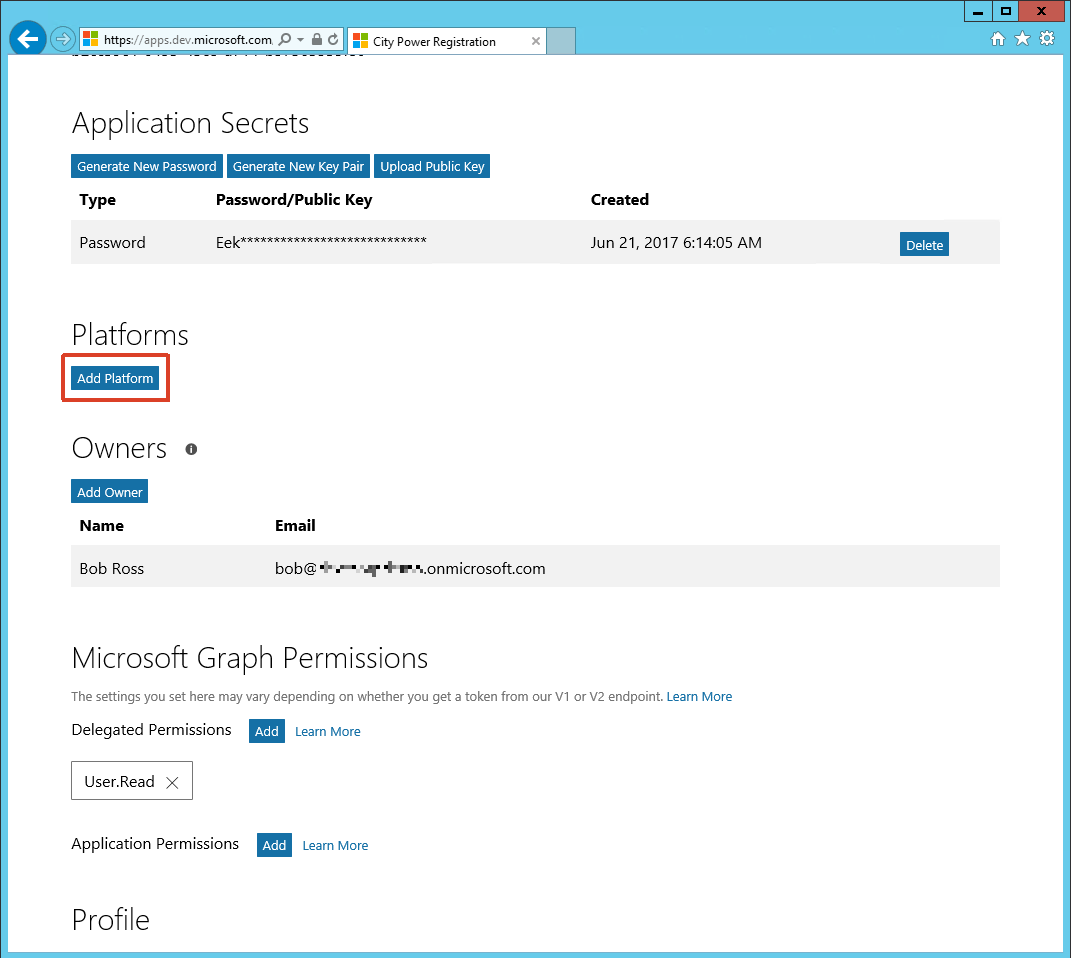 https://apps.dev.microsoft.com
City Power Registration
Application Secrets
Generate New Password Generate New Key Pair Upload Public Key
Type Password/Public Key Created
Password Eek**************************** Jun 21, 2017 6:14:05 AM Delete
Platforms
Add Platform
Owners
Add Owner
Name Email
Bob Ross bob@ .onmicrosoft.com
Microsoft Graph Permissions
The settings you set here may vary depending on whether you get a token from our V1 or V2 endpoint. Learn More
Delegated Permissions Add Learn More
User.Read
Application Permissions Add Learn More
Profile